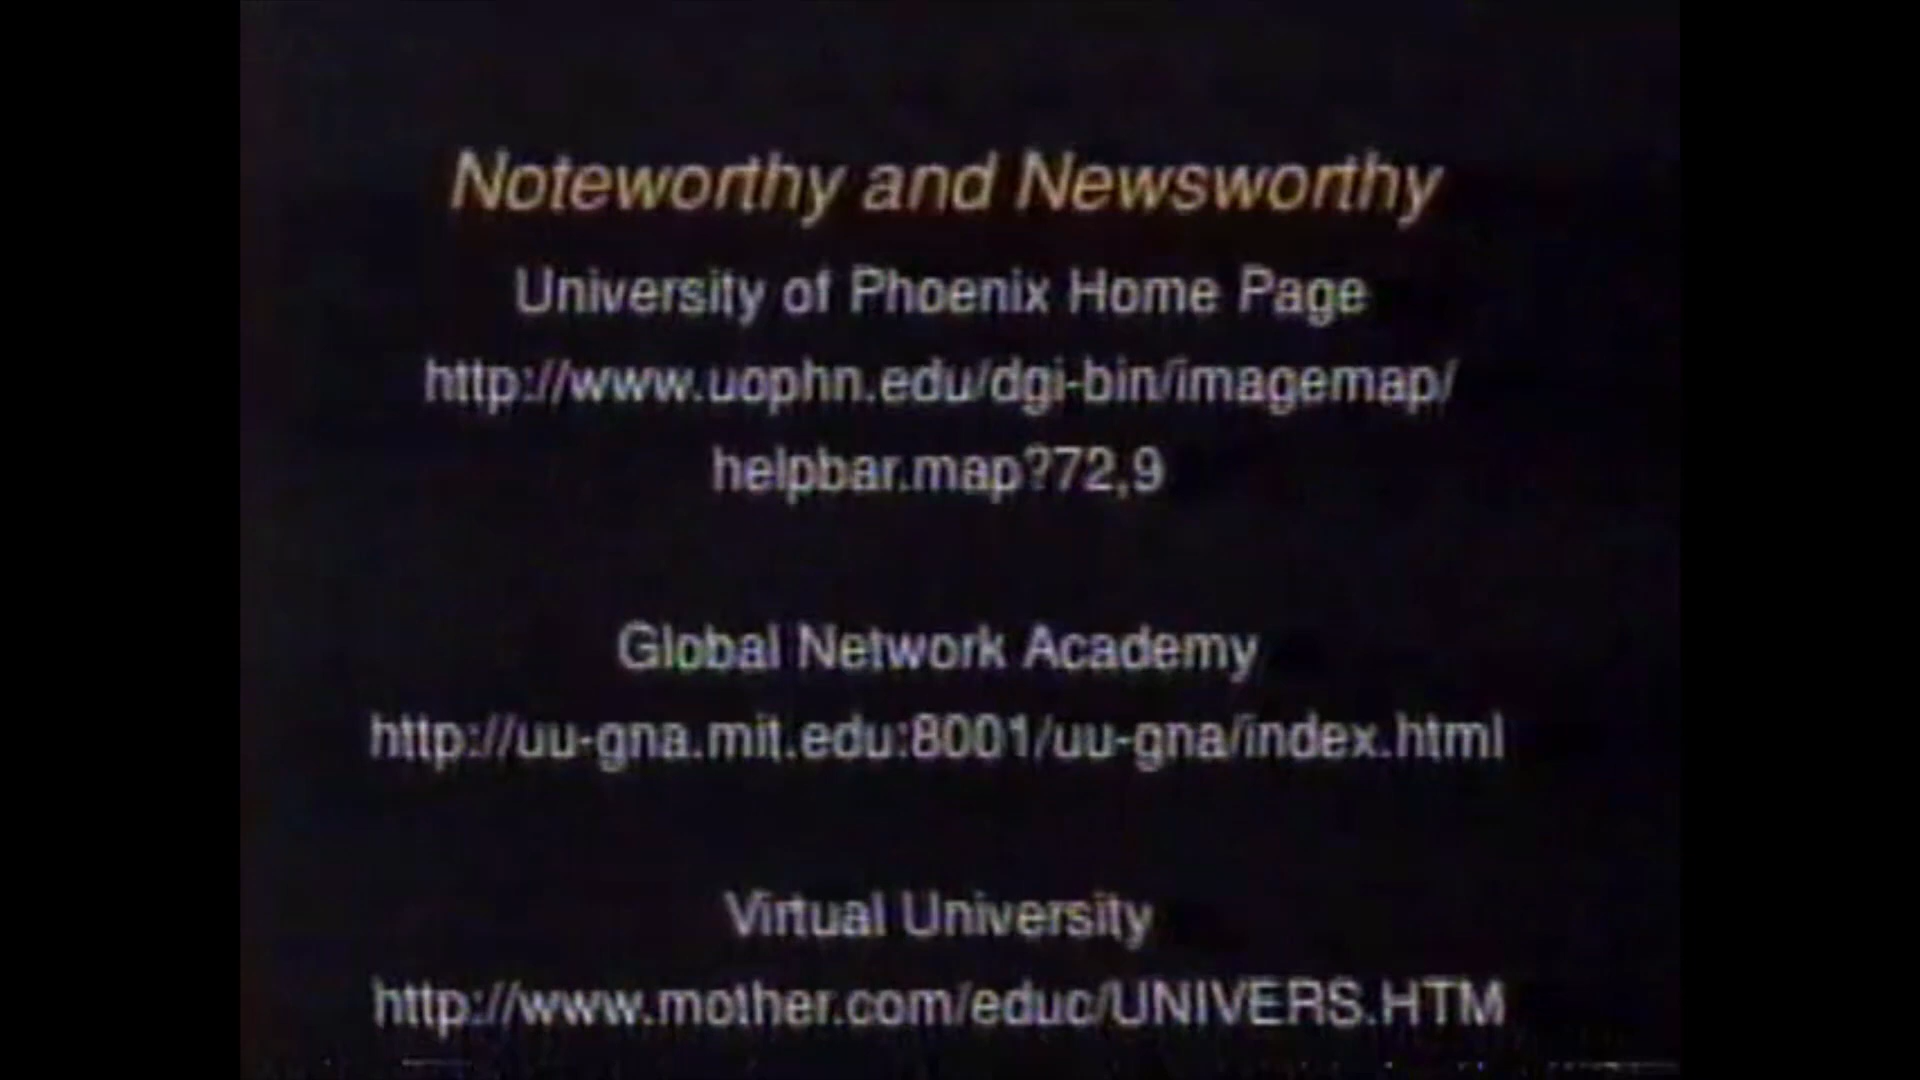 Noteworthy and Newsworthy
University of Phoenix Home Page
http://www.uophn.edu/dgi-bin/imagemap/
helpbar.map?72,9
Global Network Academy
http://uu-gna.mit.edu:8001/uu-gna/index.html
Virtual University
http://www.mother.com/educ/UNIVERS.HTM